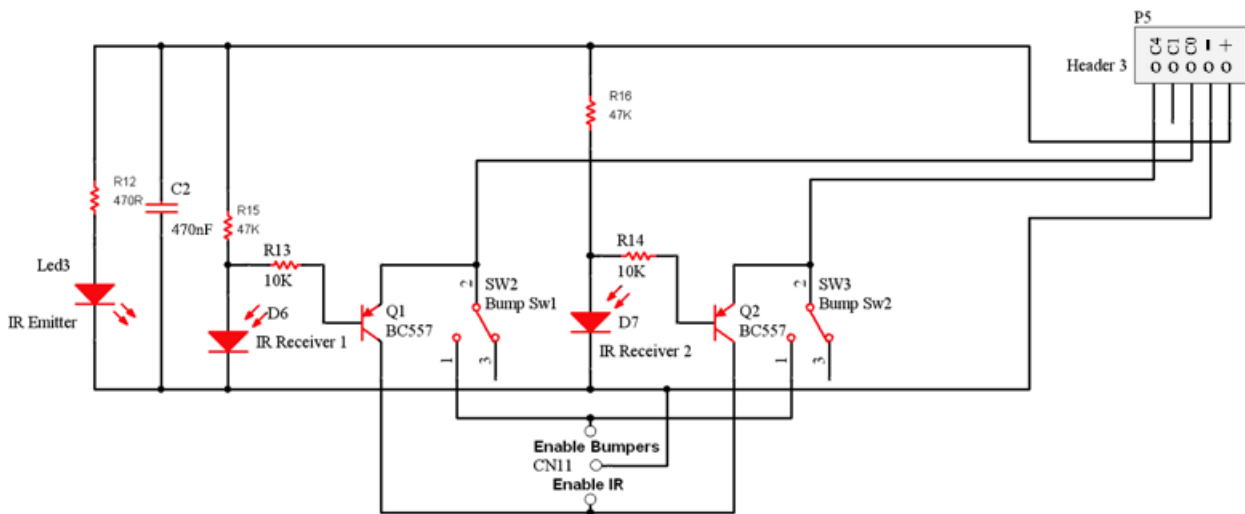 P5
C4 C1 C0 – +
Header 3
R16
47K
R12
470R
C2
470nF
R15
47K
R13
10K
R14
10K
Led3
IR Emitter
D6
IR Receiver 1
Q1
BC557
2
SW2
Bump Sw1
1
3
D7
IR Receiver 2
Q2
BC557
2
SW3
Bump Sw2
1
3
Enable Bumpers
CN11
Enable IR